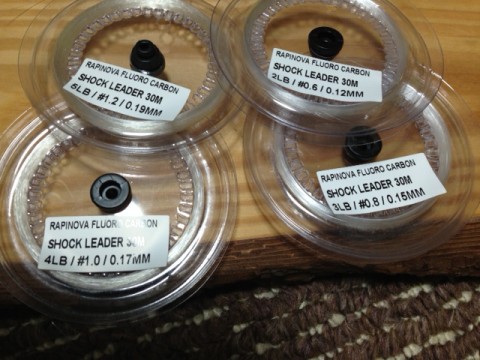 RAPINOVA FLUORO CARBON
SHOCK LEADER 30M
5LB / #1.2 / 0.19MM
RAPINOVA FLUORO CARBON
SHOCK LEADER 30M
2LB / #0.6 / 0.12MM
RAPINOVA FLUORO CARBON
SHOCK LEADER 30M
4LB / #1.0 / 0.17MM
RAPINOVA FLUORO CARBON
SHOCK LEADER 30M
3LB / #0.8 / 0.15MM